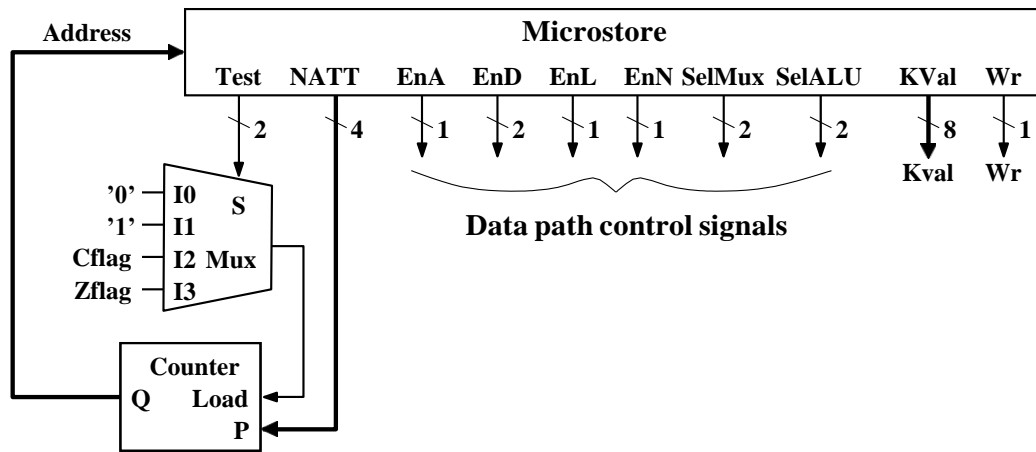 Address
Microstore
Test NATT EnA EnD EnL EnN SelMux SelALU KVal Wr
2 4 1 2 1 1 2 2 8 1
Kval Wr
'0' I0 S
'1' I1
Cflag I2 Mux
Zflag I3
Data path control signals
Counter
Q Load
P